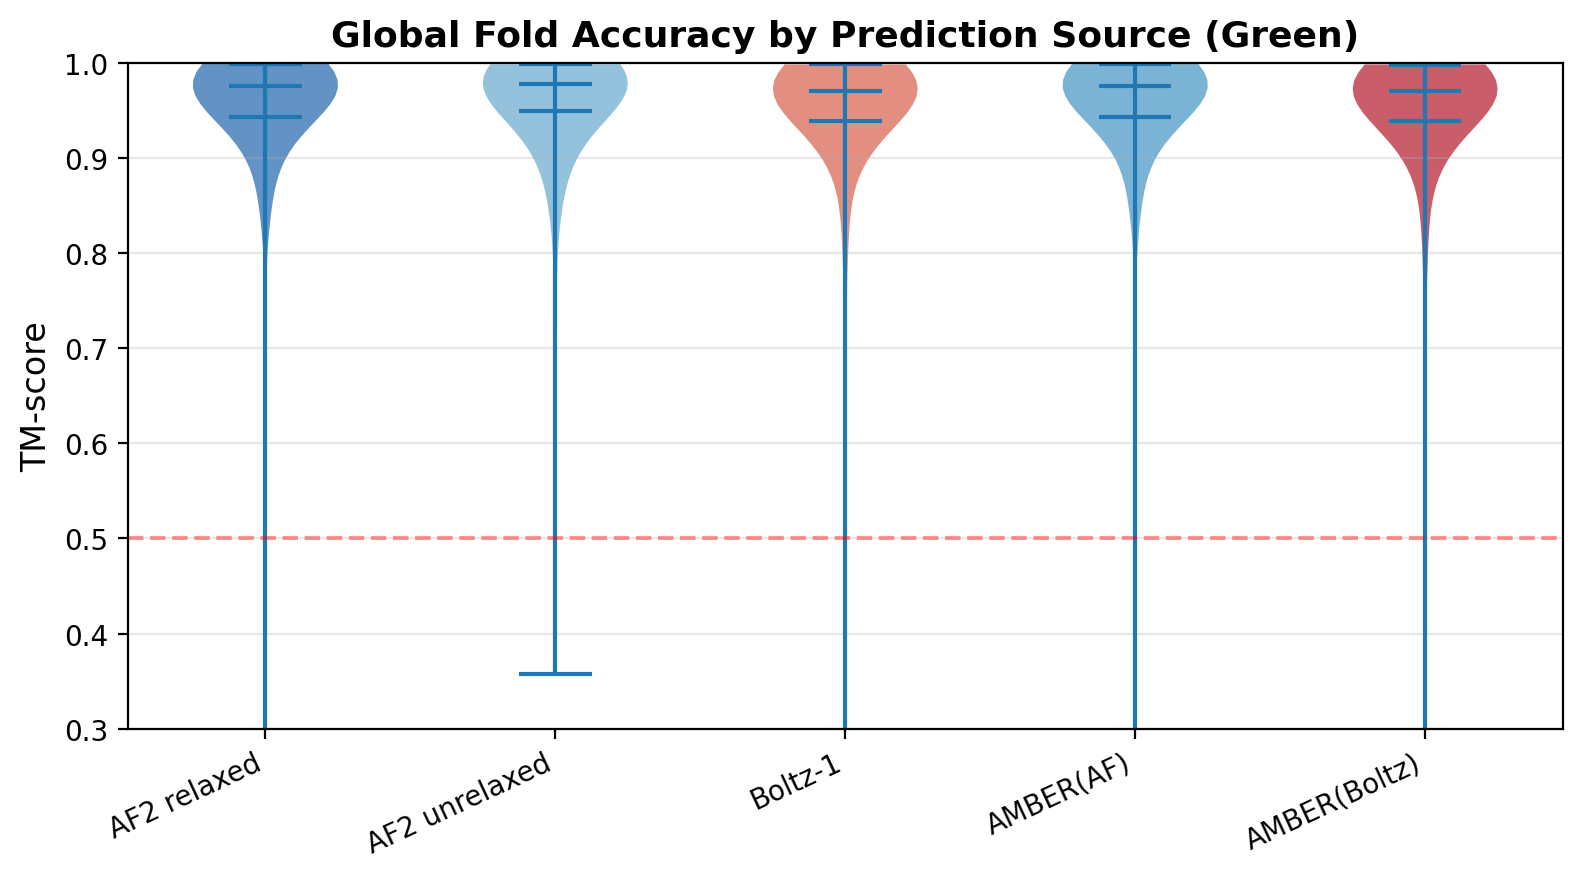 Global Fold Accuracy by Prediction Source (Green)
1.0
0.9
0.8
0.7
0.6
0.5
0.4
0.3
TM-score
AF2 relaxed
AF2 unrelaxed
Boltz-1
AMBER(AF)
AMBER(Boltz)